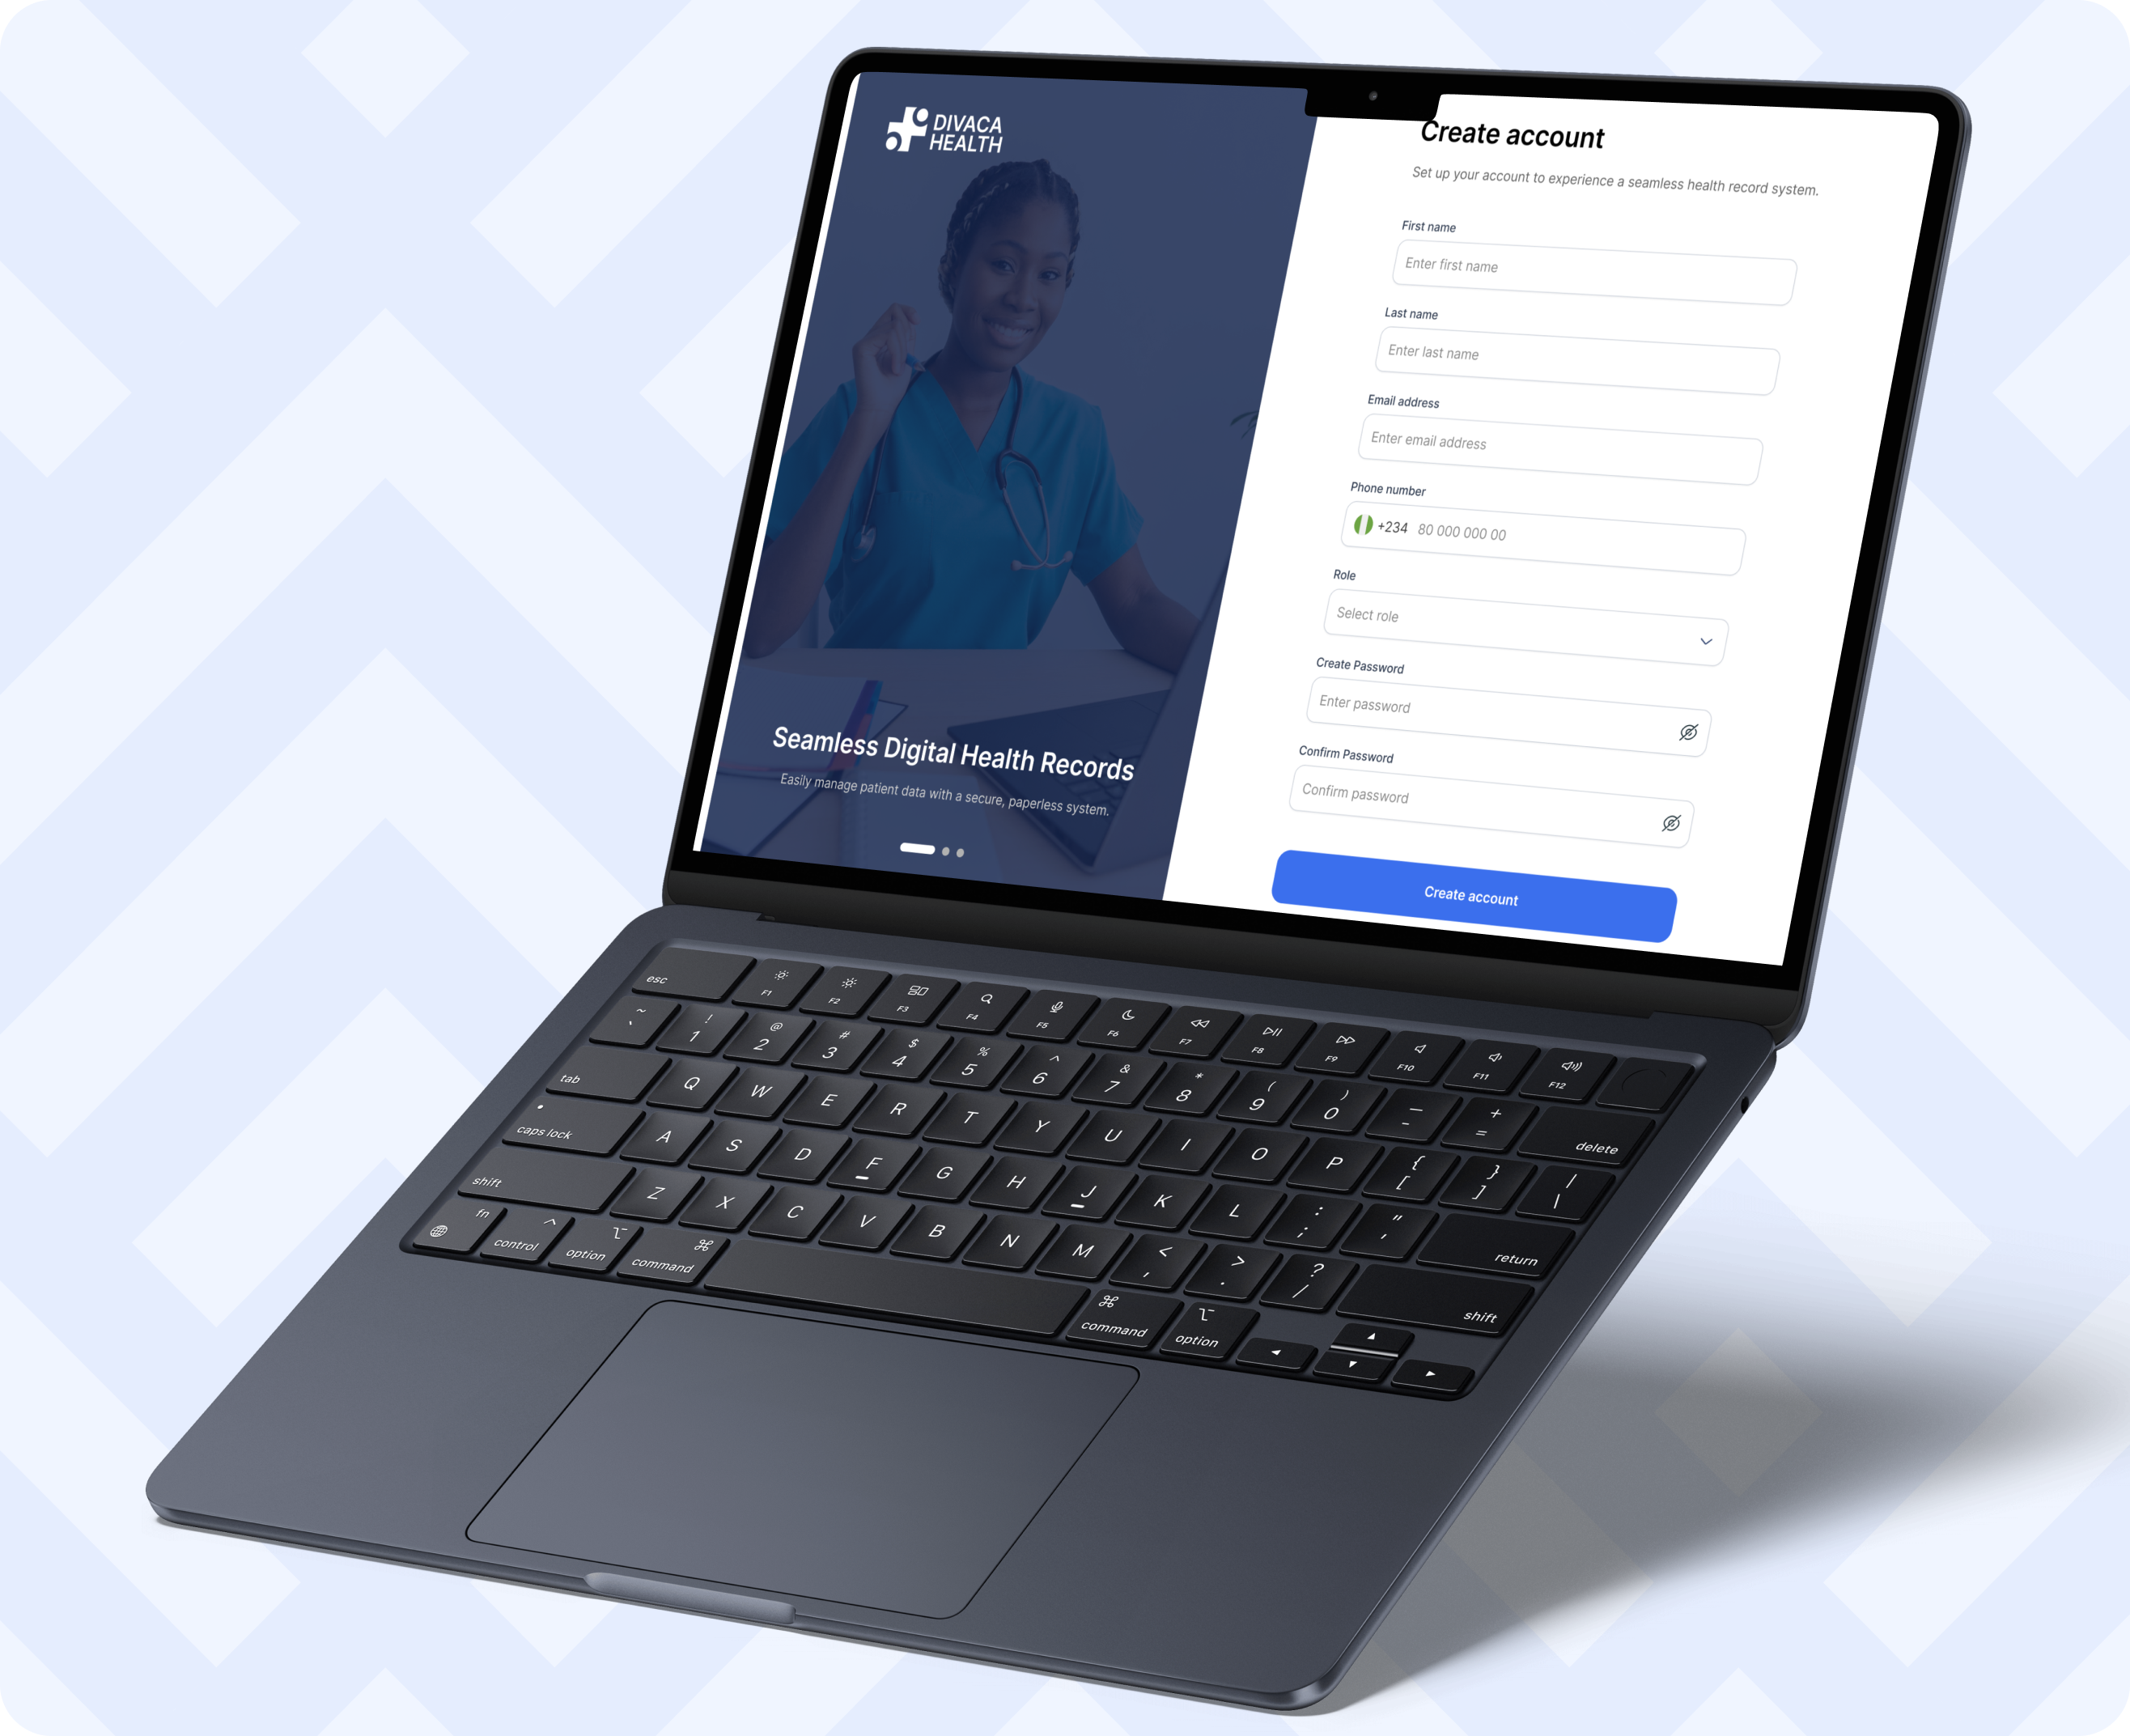 DIVACA
HEALTH
Seamless Digital Health Records
Easily manage patient data with a secure, paperless system.
Create account
Set up your account to experience a seamless health record system.
First name
Enter first name
Last name
Enter last name
Email address
Enter email address
Phone number
+234 80 000 000 00
Role
Select role
Create Password
Enter password
Confirm Password
Confirm password
Create account
esc F1 F2 F3 F4 F5 F6 F7 F8 F9 F10 F11 F12
~ ! @ # $ % ^ & * ( ) — +
` 1 2 3 4 5 6 7 8 9 0 - = delete
tab Q W E R T Y U I O P { [ } ] | \
caps lock A S D F G H J K L : ; " ' return
shift Z X C V B N M < , > . ? / shift
fn control ^ option ⌥ command ⌘ ⌘ command ⌥ option ◀ ▲ ▼ ▶